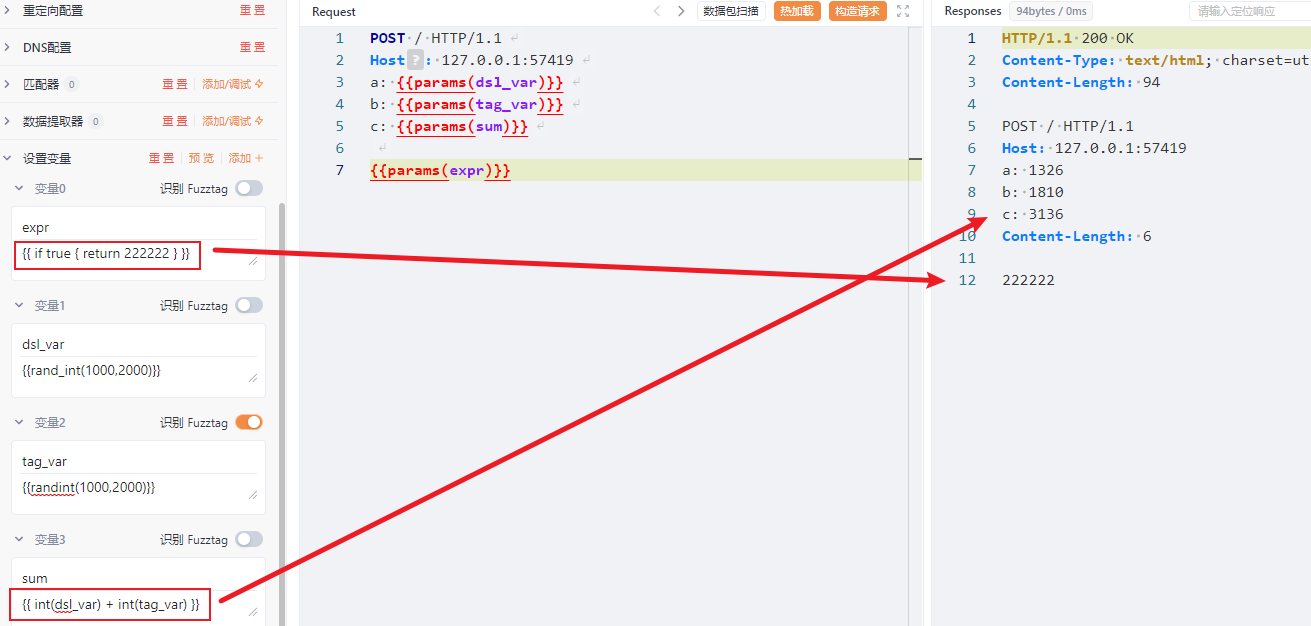 重定向配置 重置
DNS配置 重置
匹配器 0 重置 添加/调试
数据提取器 0 重置 添加/调试
设置变量 重置 预览 添加 +
变量0 识别 Fuzztag
expr
{{ if true { return 222222 } }}
变量1 识别 Fuzztag
dsl_var
{{rand_int(1000,2000)}}
变量2 识别 Fuzztag
tag_var
{{randint(1000,2000)}}
变量3 识别 Fuzztag
sum
{{ int(dsl_var) + int(tag_var) }}
Request 数据包扫描 热加载 构造请求
1 POST / HTTP/1.1
2 Host ? : 127.0.0.1:57419
3 a: {{params(dsl_var)}}
4 b: {{params(tag_var)}}
5 c: {{params(sum)}}
6
7 {{params(expr)}}
Responses 94bytes / 0ms 请输入定位响应
1 HTTP/1.1 200 OK
2 Content-Type: text/html; charset=ut
3 Content-Length: 94
4
5 POST / HTTP/1.1
6 Host: 127.0.0.1:57419
7 a: 1326
8 b: 1810
9 c: 3136
10 Content-Length: 6
11
12 222222